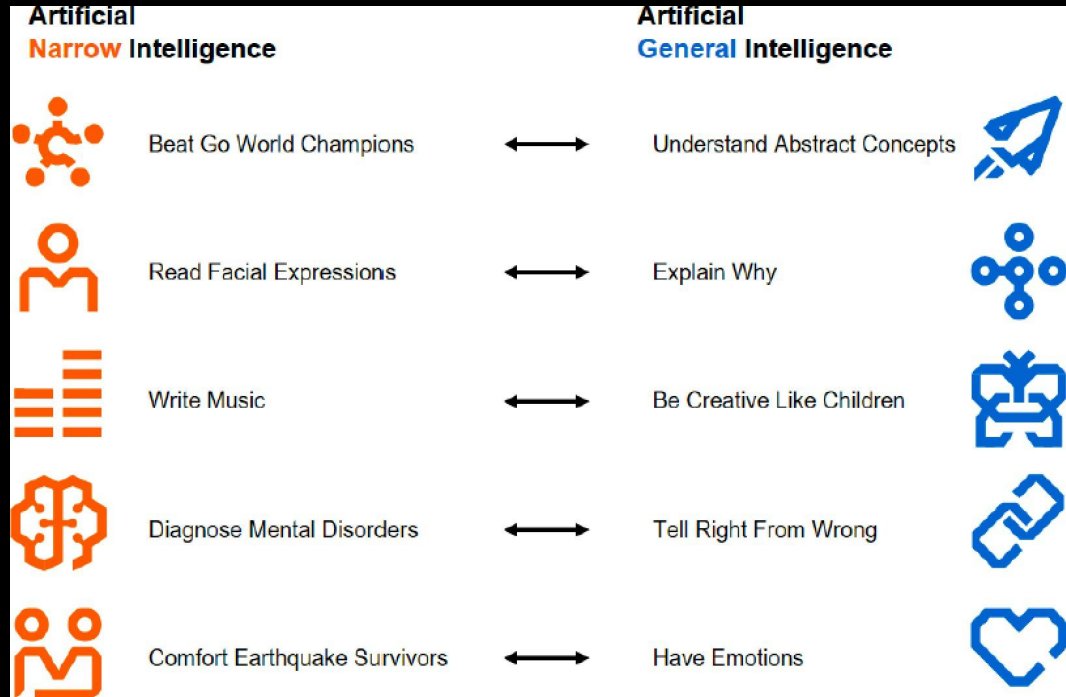 Artificial
Narrow Intelligence
Artificial
General Intelligence
Beat Go World Champions
Understand Abstract Concepts
Read Facial Expressions
Explain Why
Write Music
Be Creative Like Children
Diagnose Mental Disorders
Tell Right From Wrong
Comfort Earthquake Survivors
Have Emotions